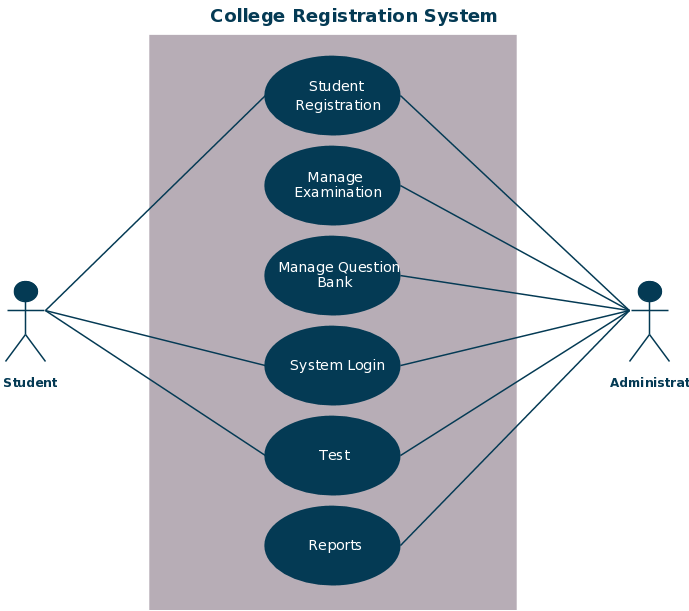 College Registration System
Student
Registration
Manage
Examination
Manage Question
Bank
System Login
Test
Reports
Student
Administrat